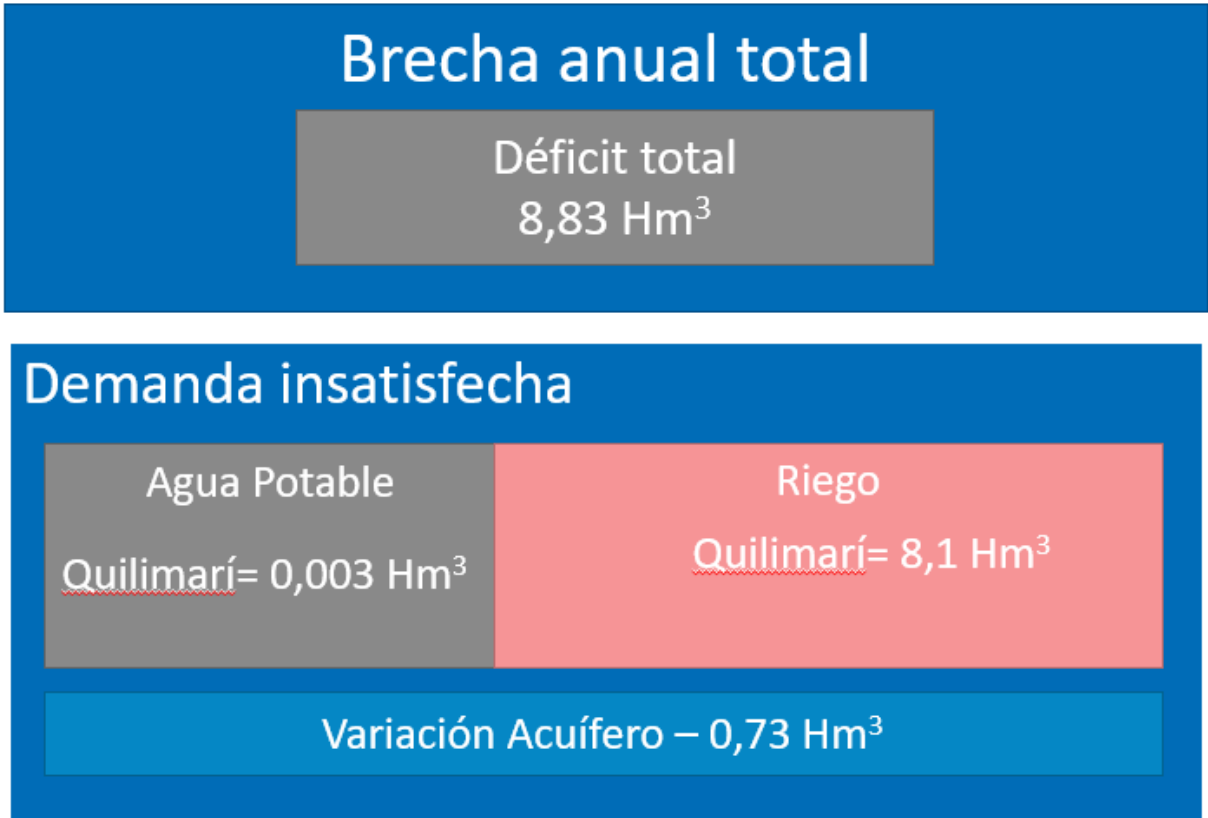 Brecha anual total
Déficit total
8,83 Hm³
Demanda insatisfecha
Agua Potable
Quilimarí= 0,003 Hm³
Riego
Quilimarí= 8,1 Hm³
Variación Acuífero – 0,73 Hm³